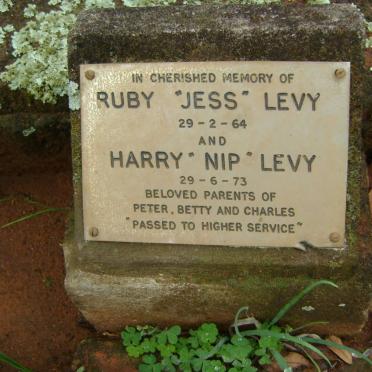 IN CHERISHED MEMORY OF
RUBY "JESS" LEVY
29-2-64
AND
HARRY "NIP" LEVY
29-6-73
BELOVED PARENTS OF
PETER, BETTY AND CHARLES
"PASSED TO HIGHER SERVICE"